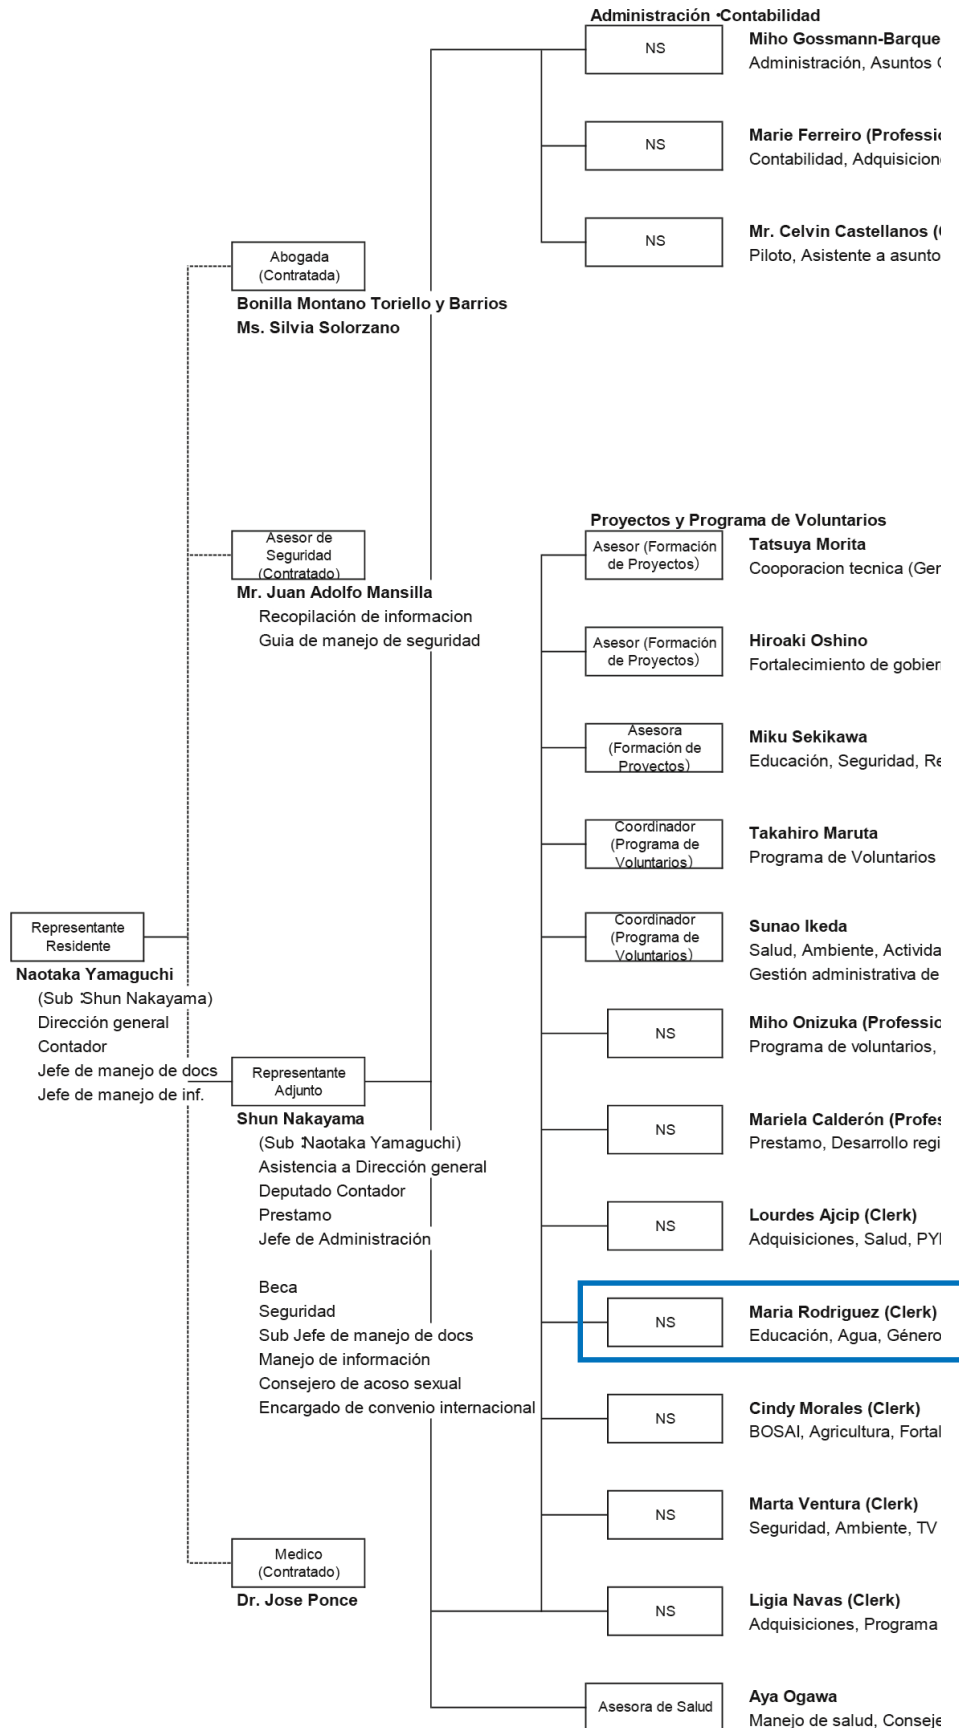 Administración・Contabilidad
NS
Miho Gossmann-Barque
Administración, Asuntos
NS
Marie Ferreiro
Contabilidad,
NS
Mr. Celvin Castellanos
Piloto, Asistente a asunto
Abogada
(Contratada)
Bonilla Montano Toriello y Barrios
Ms. Silvia Solorzano
Proyectos y Programa de Voluntarios
Asesor (Formación
de Proyectos)
Tatsuya Morita
Cooporacion tecnica
Asesor de
Seguridad
(Contratado)
Mr. Juan Adolfo Mansilla
Recopilación de informacion
Guia de manejo de seguridad
Asesor (Formación
de Proyectos)
Hiroaki Oshino
Fortalecimiento de
Asesora
(Formación de
Proyectos)
Miku Sekikawa
Educación, Seguridad,
Coordinador
(Programa de
Voluntarios)
Takahiro Maruta
Programa de Voluntarios
Coordinador
(Programa de
Voluntarios)
Sunao Ikeda
Salud, Ambiente, Activida
Gestión administrativa de
Representante
Residente
Naotaka Yamaguchi
(Sub：Shun Nakayama)
Dirección general
Contador
Jefe de manejo de docs
Jefe de manejo de inf.
NS
Miho Onizuka
Programa de voluntarios,
Representante
Adjunto
Shun Nakayama
(Sub：Naotaka Yamaguchi)
Asistencia a Dirección general
Deputado Contador
Prestamo
Jefe de Administración
Beca
Seguridad
Sub Jefe de manejo de docs
Manejo de información
Consejero de acoso sexual
Encargado de convenio internacional
NS
Mariela Calderón
Prestamo, Desarrollo regi
NS
Lourdes Ajcip (Clerk)
Adquisiciones, Salud,
NS
Maria Rodriguez (Clerk)
Educación, Agua, Género
NS
Cindy Morales (Clerk)
BOSAI, Agricultura,
NS
Marta Ventura (Clerk)
Seguridad, Ambiente, TV
Medico
(Contratado)
Dr. Jose Ponce
NS
Ligia Navas (Clerk)
Adquisiciones, Programa
Asesora de Salud
Aya Ogawa
Manejo de salud,